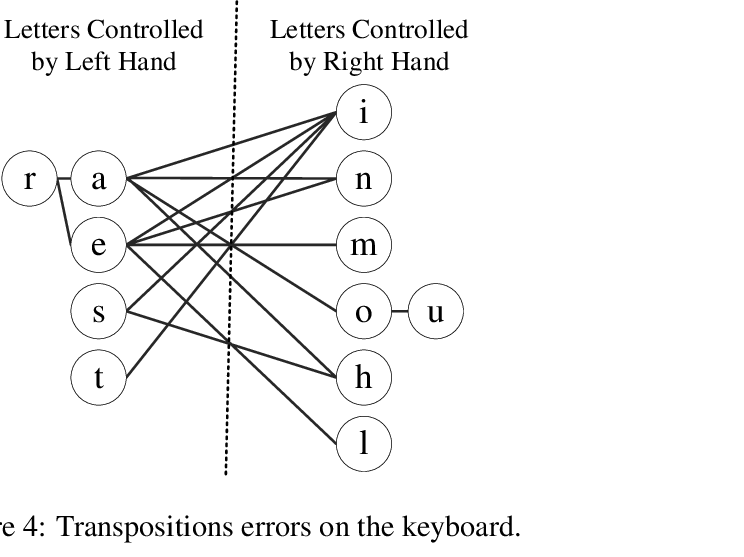 Letters Controlled
by Left Hand
Letters Controlled
by Right Hand
i
r a n
e m
s o u
t h
l
re 4: Transpositions errors on the keyboard.